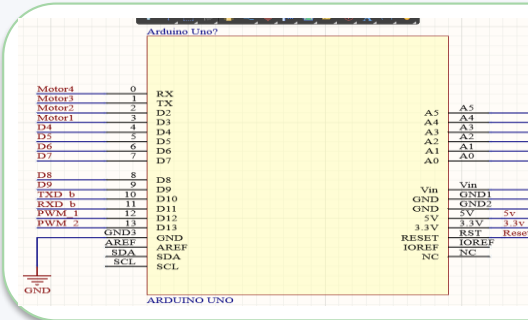 Arduino Uno?
Motor4 0 RX
Motor3 1 TX
Motor2 2 D2
Motor1 3 D3
D4 4 D4
D5 5 D5
D6 6 D6
D7 7 D7
D8 8 D8
D9 9 D9
TXD_b 10 D10
RXD_b 11 D11
PWM_1 12 D12
PWM_2 13 D13
GND3 GND
AREF AREF
SDA SDA
SCL SCL
GND
A5 A5
D3 A4
A3 A3
A2 A2
A1 A1
A0 A0
Vin Vin
GND GND1
GND GND2
5V 5V 5v
3.3V 3.3V 3.3v
RESET RST Reset
IOREF IOREF
NC NC
ARDUINO UNO